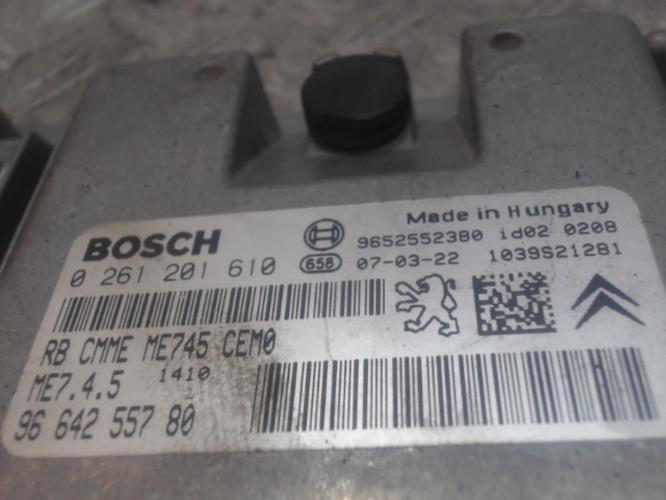 Made in Hungary
BOSCH 9652552380 id02 0208
0 261 201 610 658 07-03-22 1039S21281
RB CMME ME745 CEM0
ME7.4.5 1410
96 642 557 80